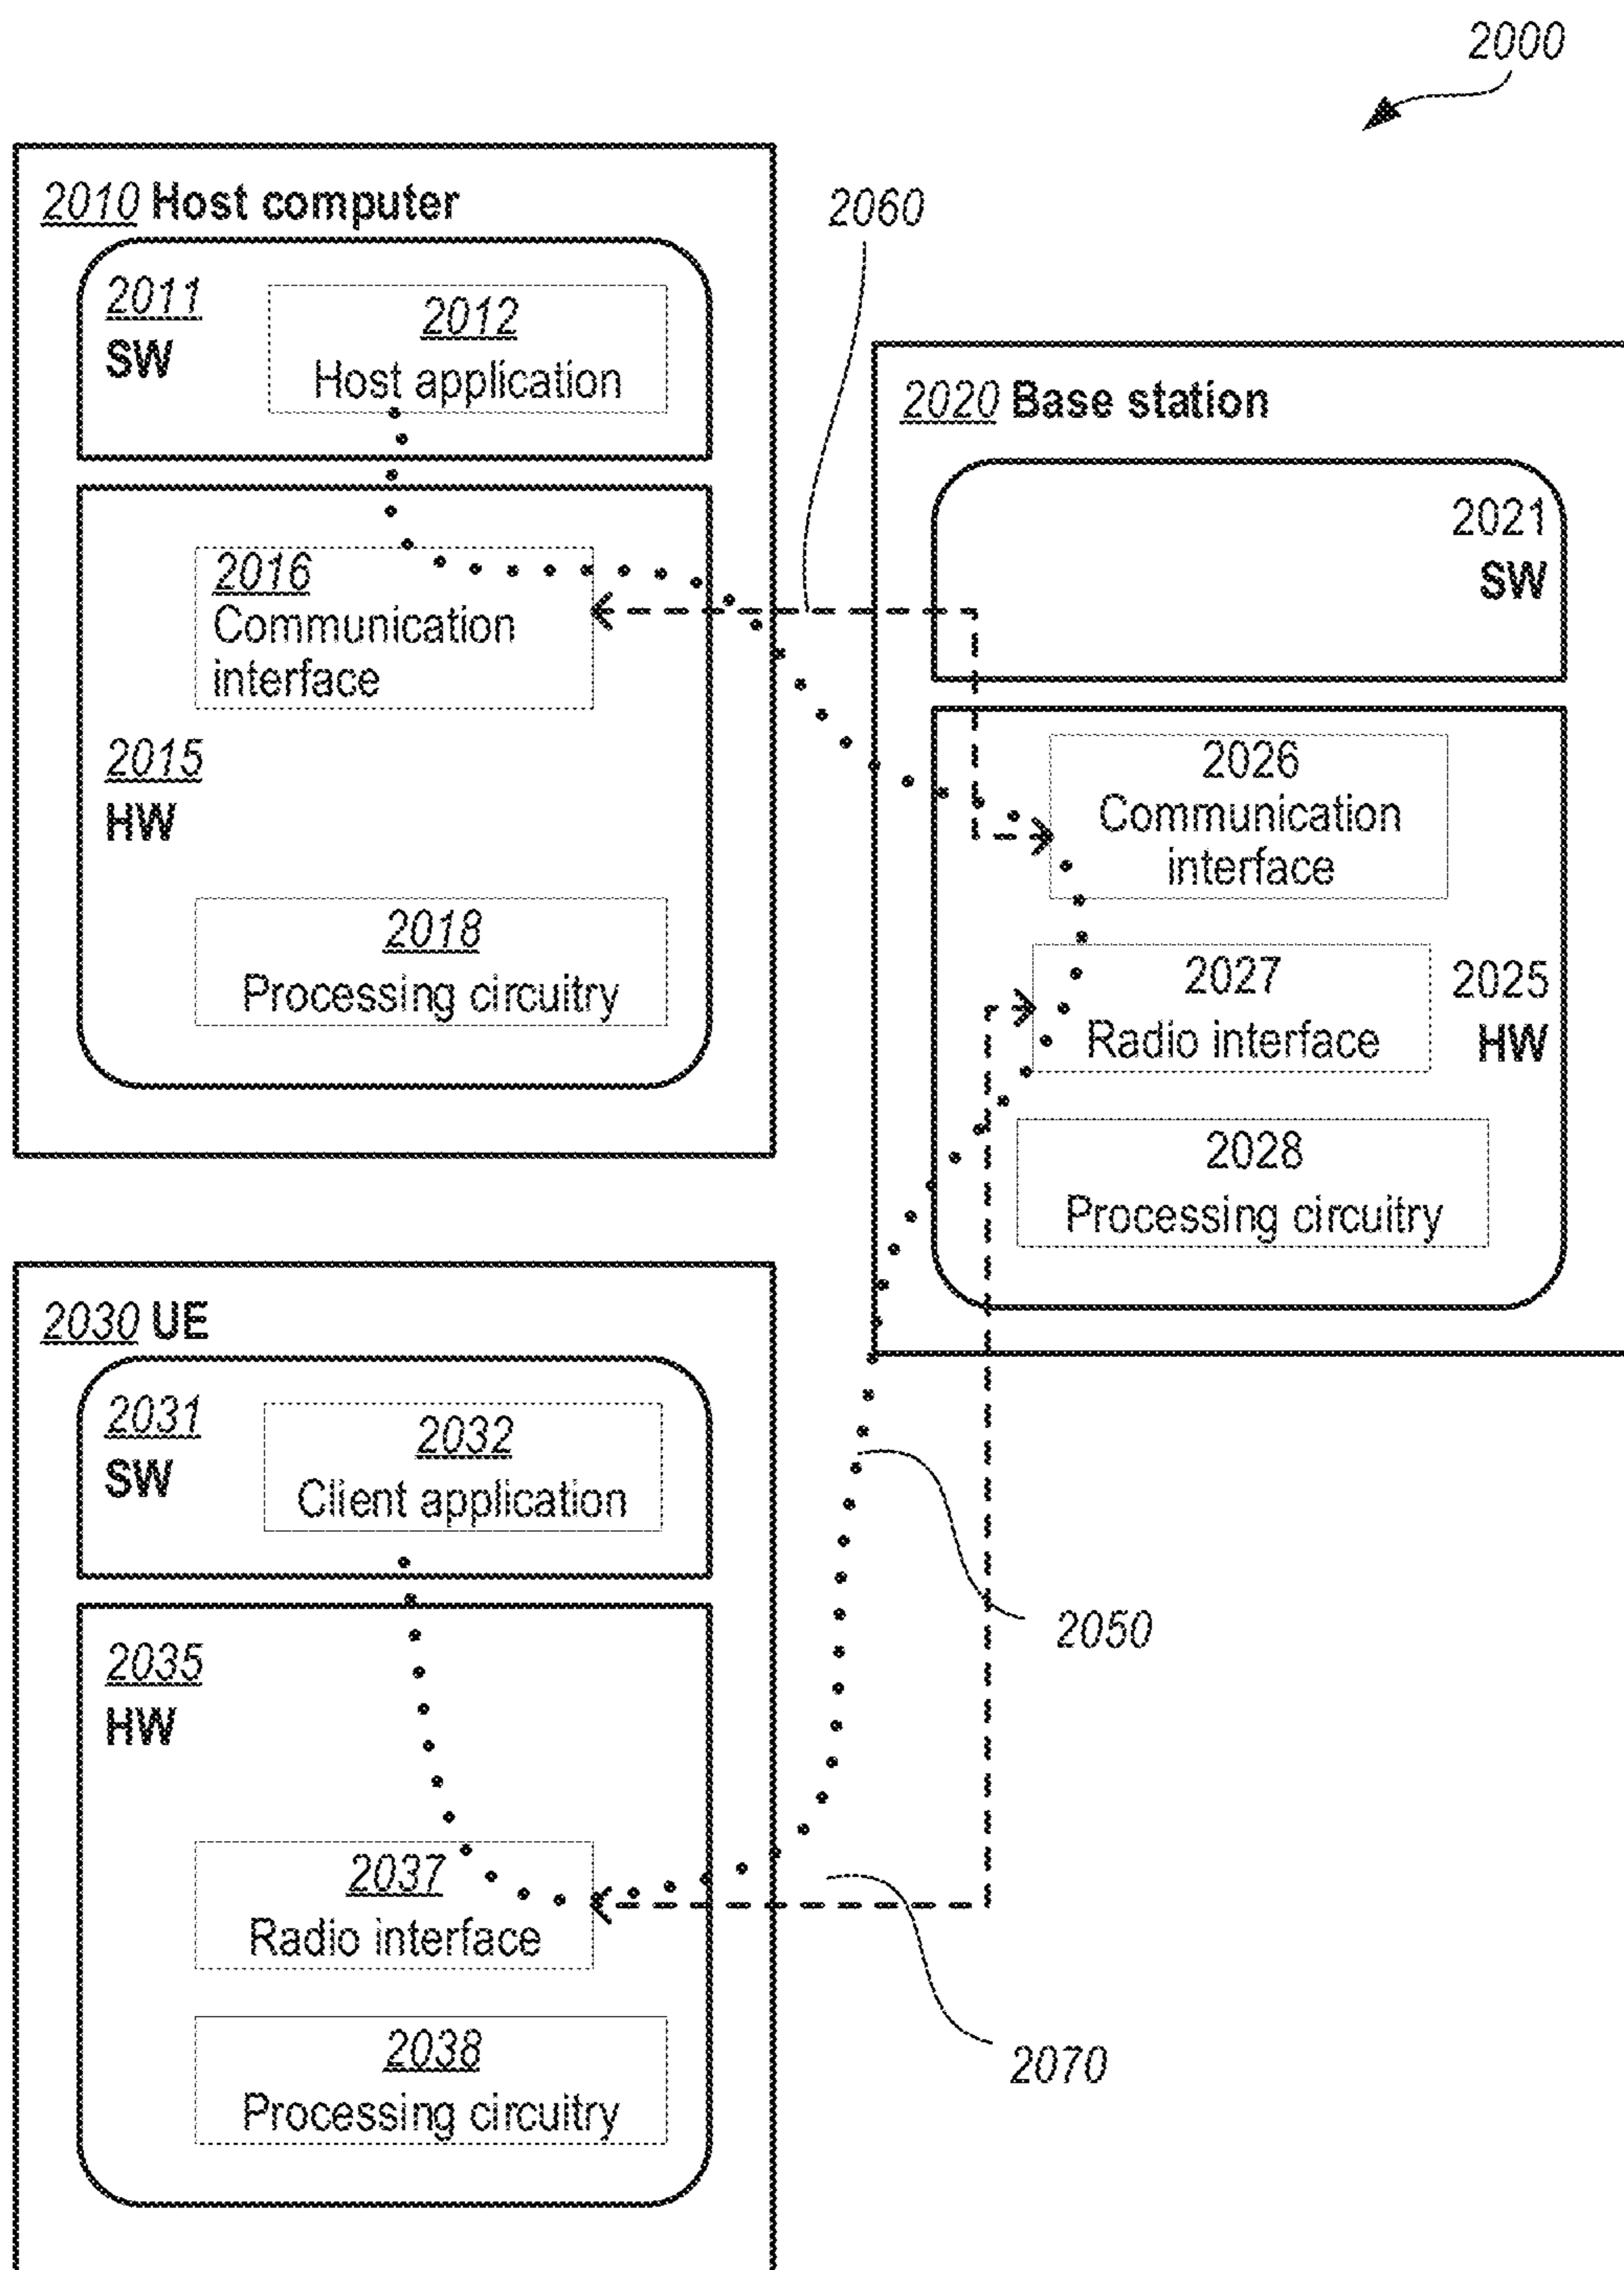 2000
2010 Host computer
2011
SW
2012
Host application
2016
Communication
interface
2015
HW
2018
Processing circuitry
2060
2020 Base station
2021
SW
2026
Communication
interface
2027
Radio interface
2025
HW
2028
Processing circuitry
2030 UE
2031
SW
2032
Client application
2035
HW
2037
Radio interface
2038
Processing circuitry
2050
2070